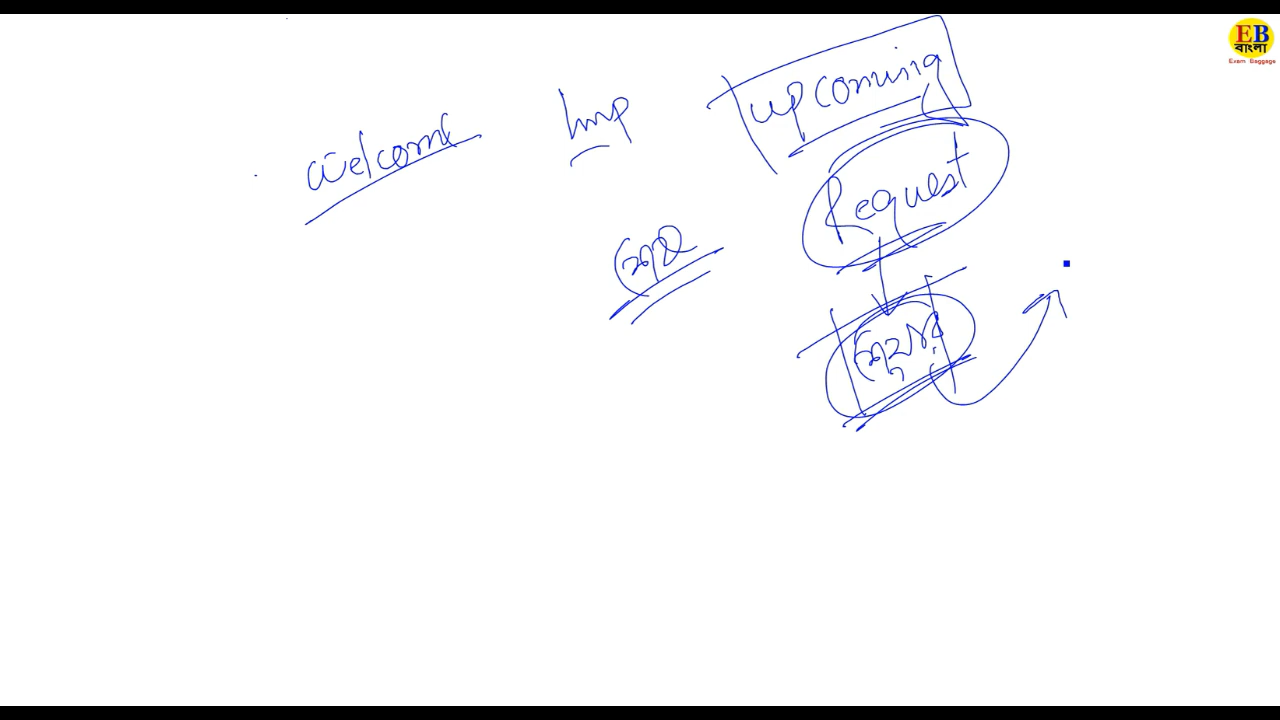 welcome Imp upcoming
Request
EB
বাংলা
Exam Baggage